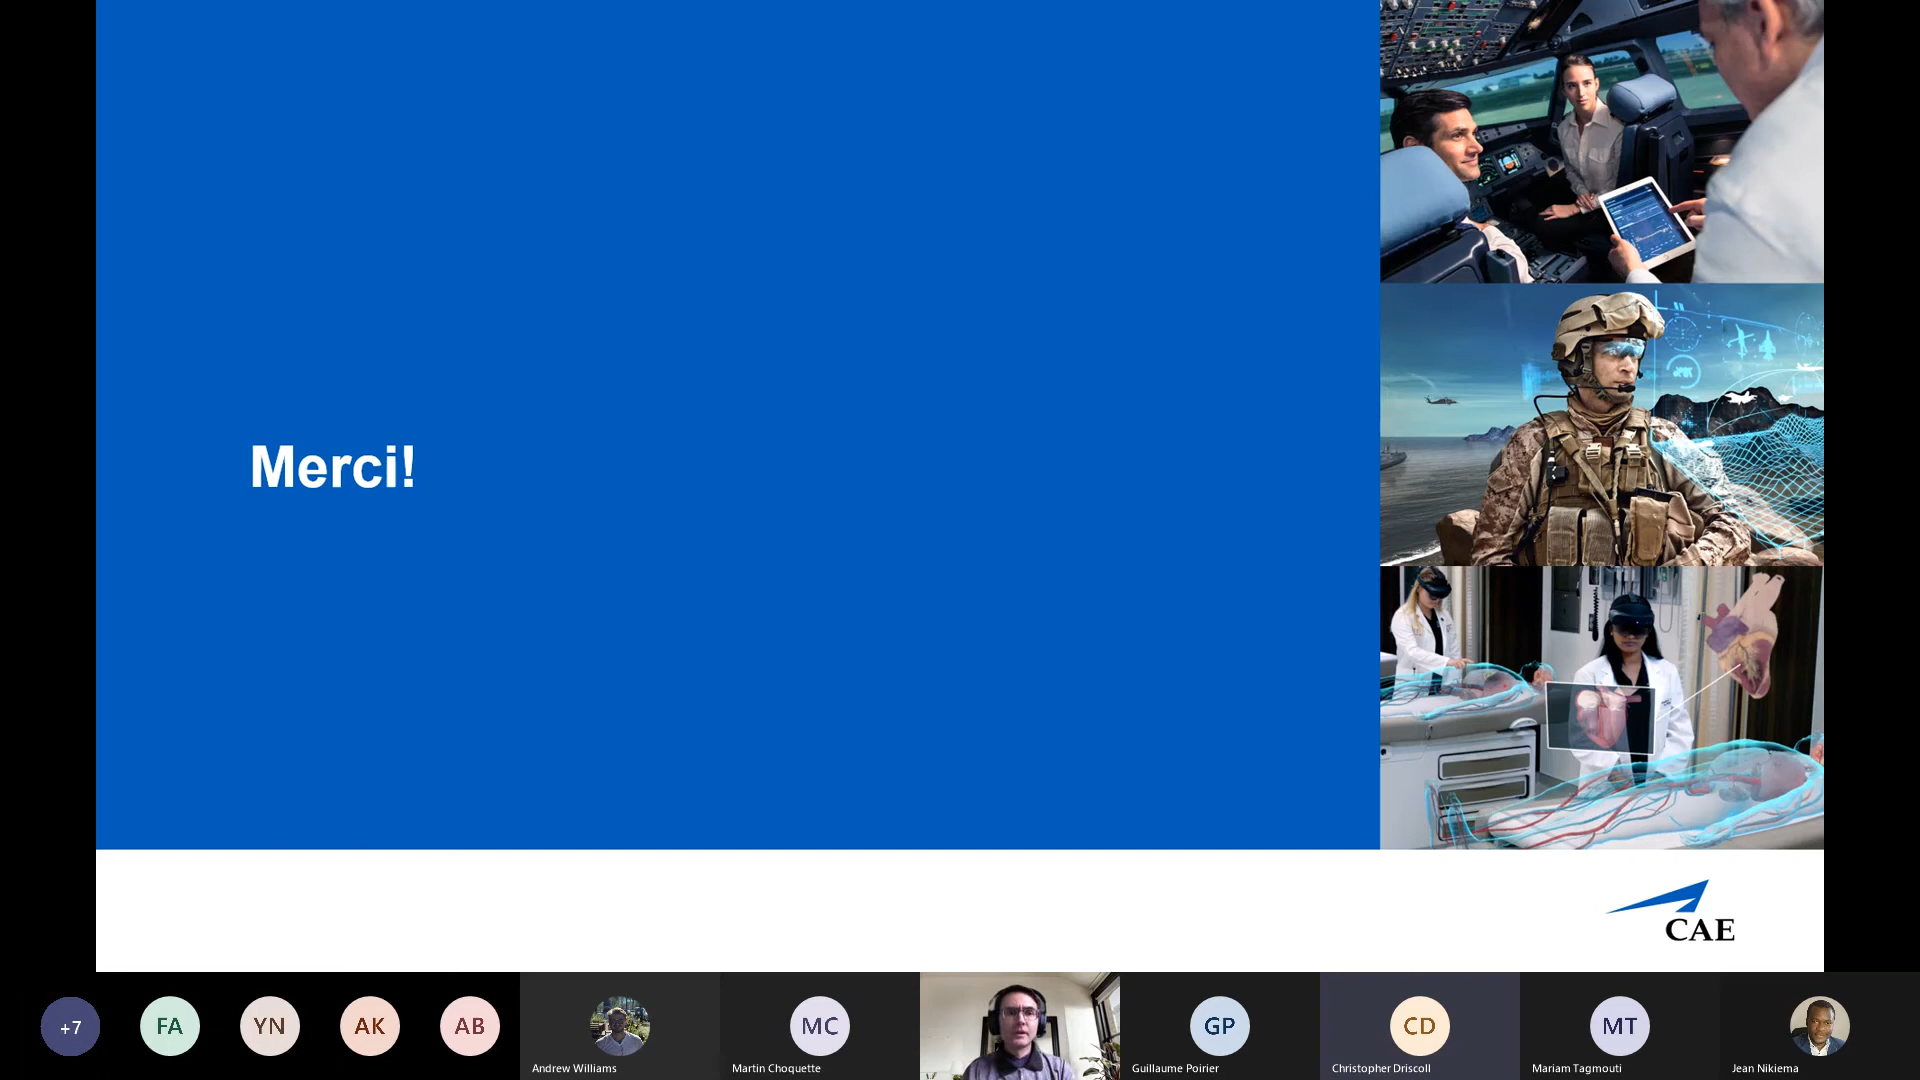 Merci!
CAE
+7
FA
YN
AK
AB
Andrew Williams
MC
Martin Choquette
GP
Guillaume Poirier
CD
Christopher Driscoll
MT
Mariam Tagmouti
Jean Nikiema